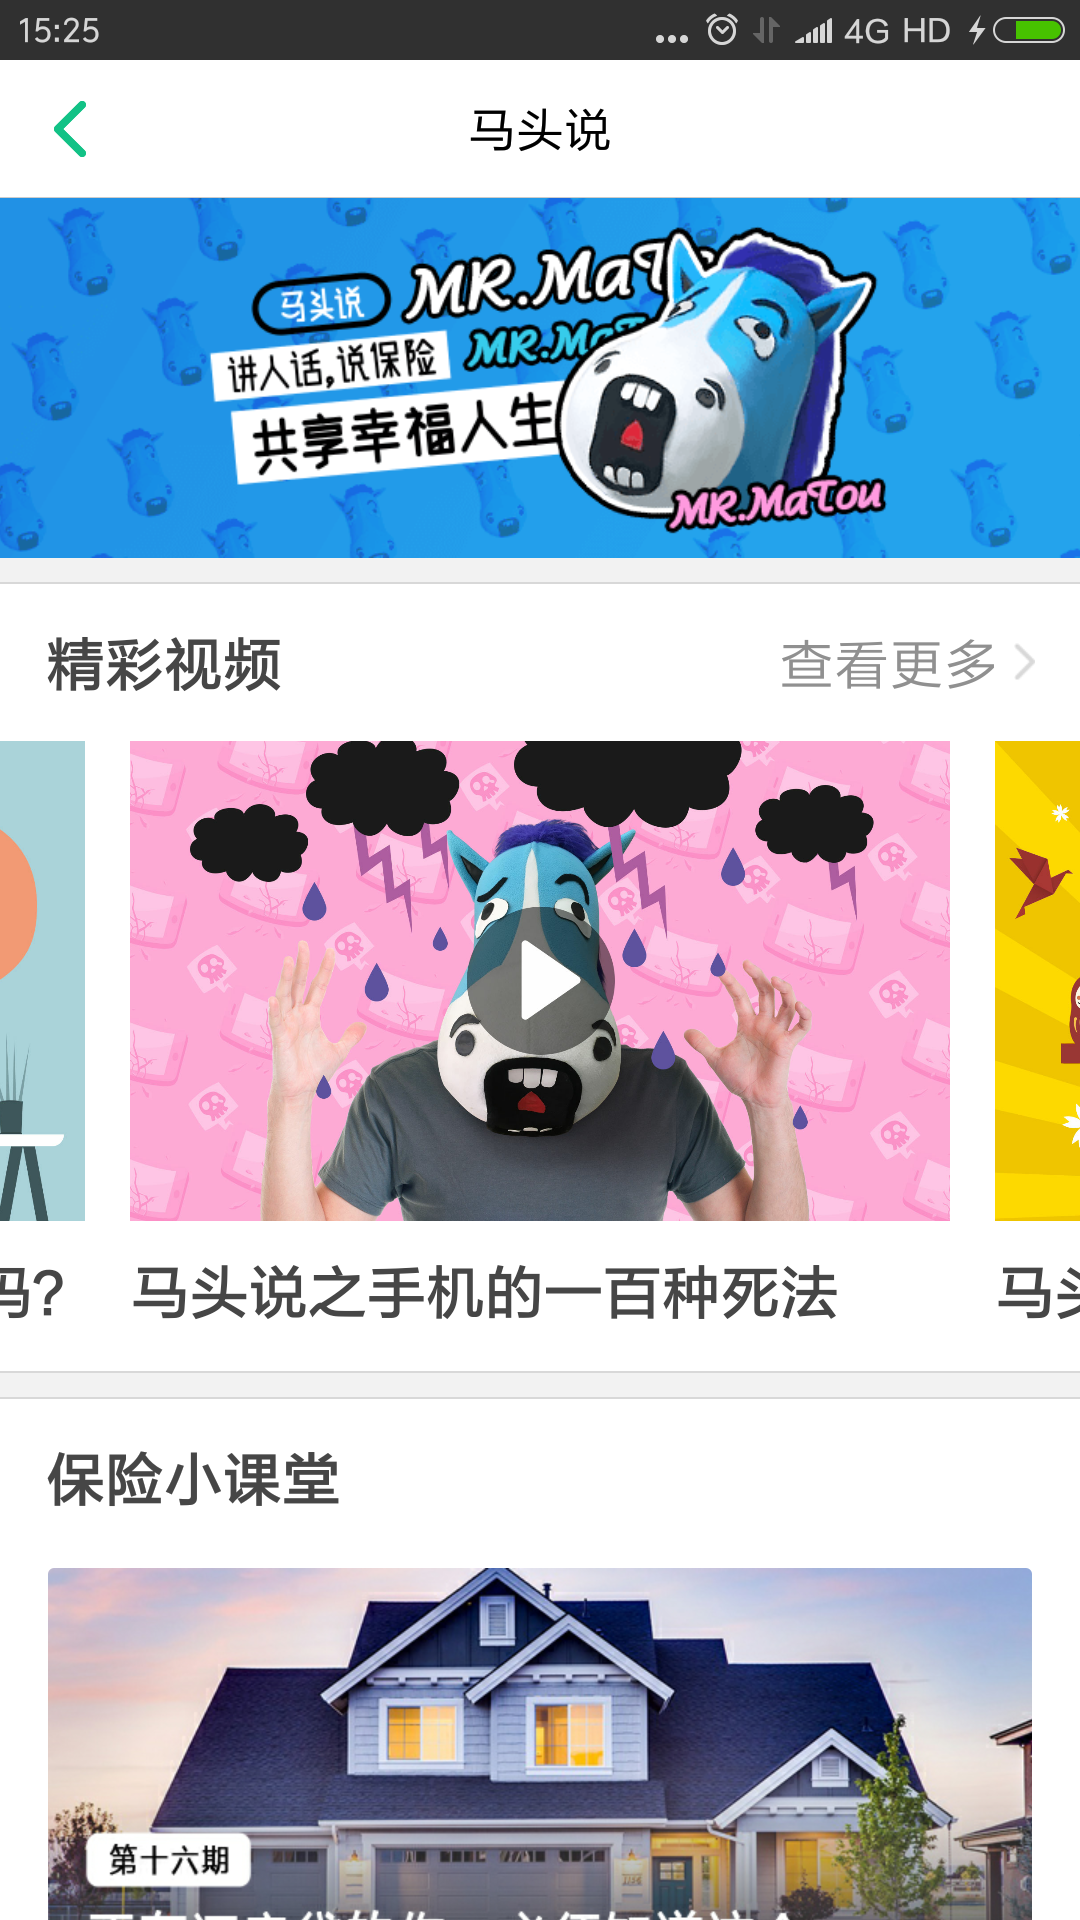 15:25
4G HD
马头说
马头说
MR.MaT
MR.Ma
讲人话,说保险
共享幸福人生
MR.MaTou
精彩视频
查看更多
吗?
马头说之手机的一百种死法
马头
保险小课堂
第十六期